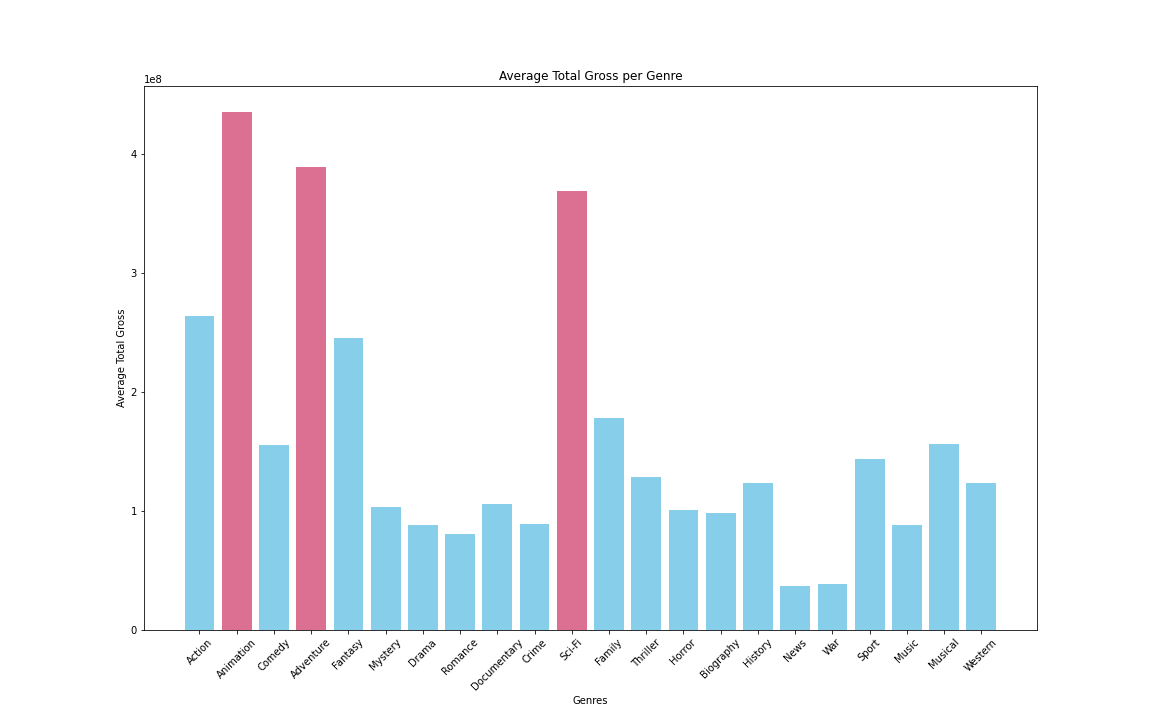 Average Total Gross per Genre
1e8
4
3
2
1
0
Average Total Gross
Action
Animation
Comedy
Adventure
Fantasy
Mystery
Drama
Romance
Documentary
Crime
Sci-Fi
Family
Thriller
Horror
Biography
History
News
War
Sport
Music
Musical
Western
Genres